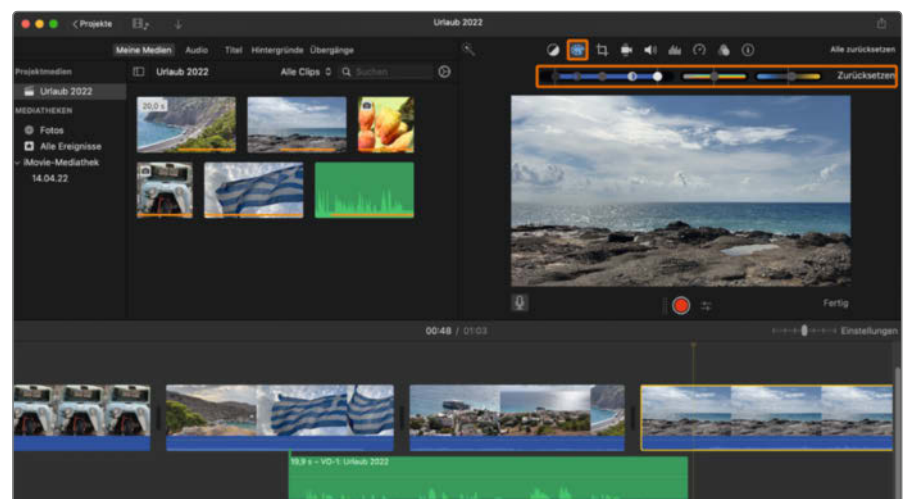 Projekte
Urlaub 2022
Meine Medien Audio Titel Hintergründe Übergänge
Alle zurücksetzen
Projektmedien
Urlaub 2022
Alle Clips
Suchen
Zurücksetzen
Urlaub 2022
MEDIATHEKEN
Fotos
Alle Ereignisse
iMovie-Mediathek
14.04.22
20,0 s
Fertig
00:48 / 01:03
Einstellungen
19,9 s – VO-1: Urlaub 2022